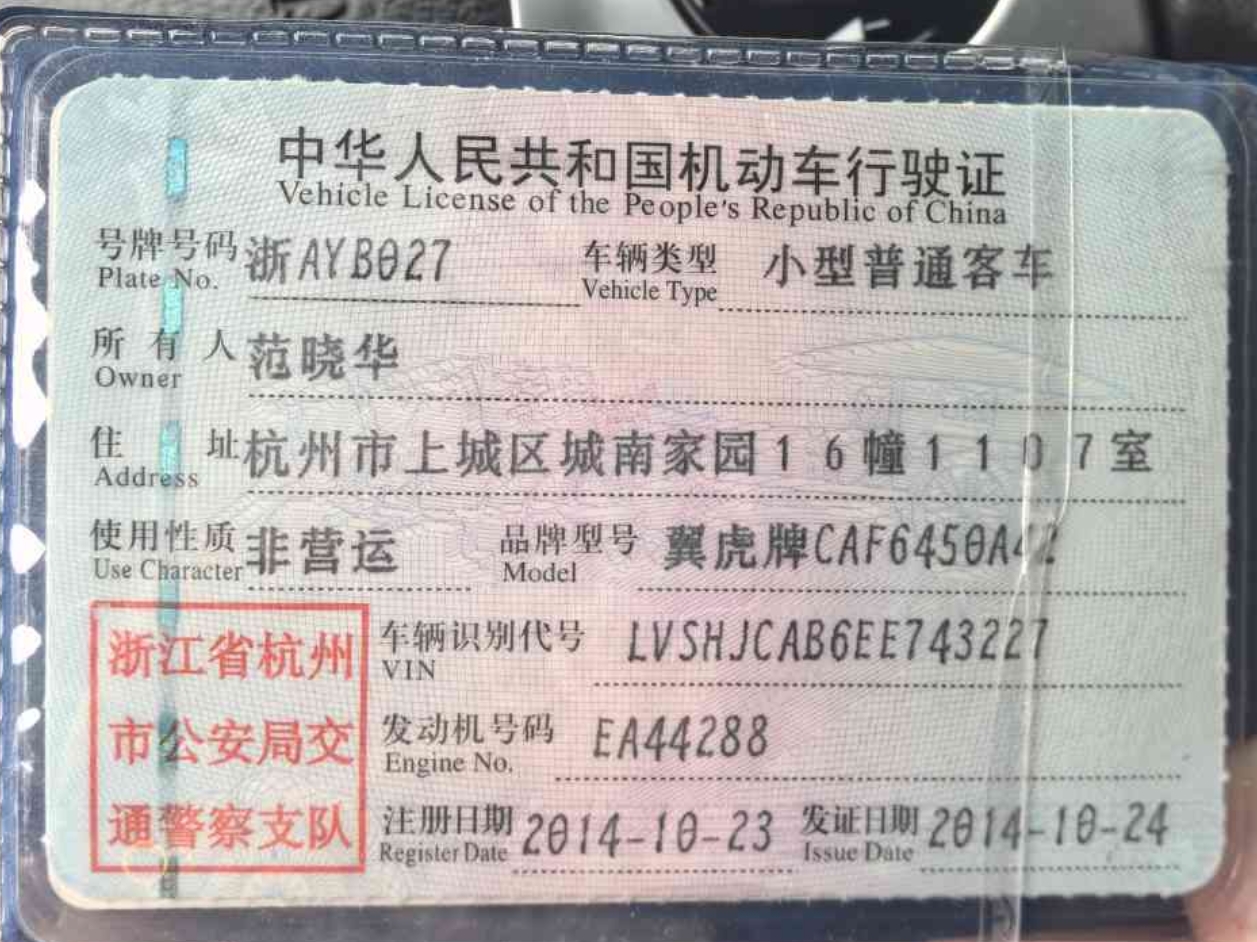 中华人民共和国机动车行驶证
Vehicle License of the People's Republic of China
号牌号码 浙AYB027 车辆类型 小型普通客车
Plate No. Vehicle Type
所有人 范晓华
Owner
住址 杭州市上城区城南家园16幢1107室
Address
使用性质 非营运 品牌型号 翼虎牌CAF6450A42
Use Character Model
浙江省杭州 车辆识别代号 LVSHJCAB6EE743227
VIN
市公安局交 发动机号码 EA44288
Engine No.
通警察支队 注册日期 2014-10-23 发证日期 2014-10-24
Register Date Issue Date